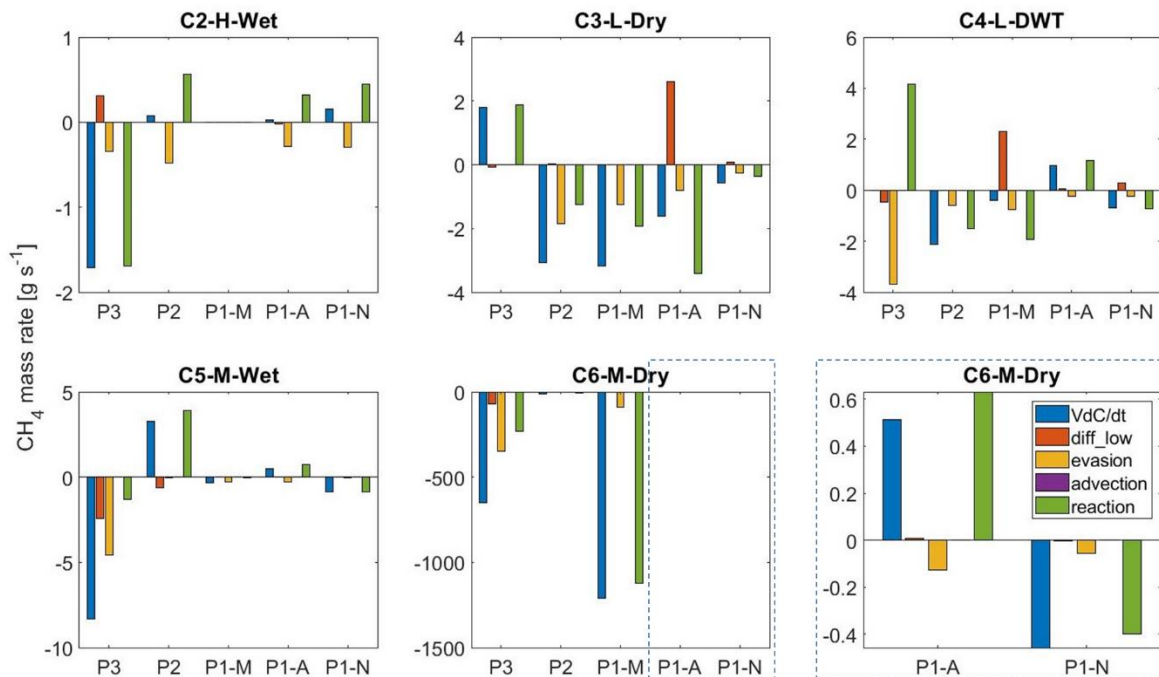 C2-H-Wet
C3-L-Dry
C4-L-DWT
1
0
-1
-2
4
2
0
-2
-4
6
4
2
0
-2
-4
P3 P2 P1-M P1-A P1-N
P3 P2 P1-M P1-A P1-N
P3 P2 P1-M P1-A P1-N
CH4 mass rate [g s-1]
C5-M-Wet
C6-M-Dry
C6-M-Dry
5
0
-5
-10
0
-500
-1000
-1500
0.6
0.4
0.2
0
-0.2
-0.4
VdC/dt
diff_low
evasion
advection
reaction
P3 P2 P1-M P1-A P1-N
P3 P2 P1-M P1-A P1-N
P1-A P1-N